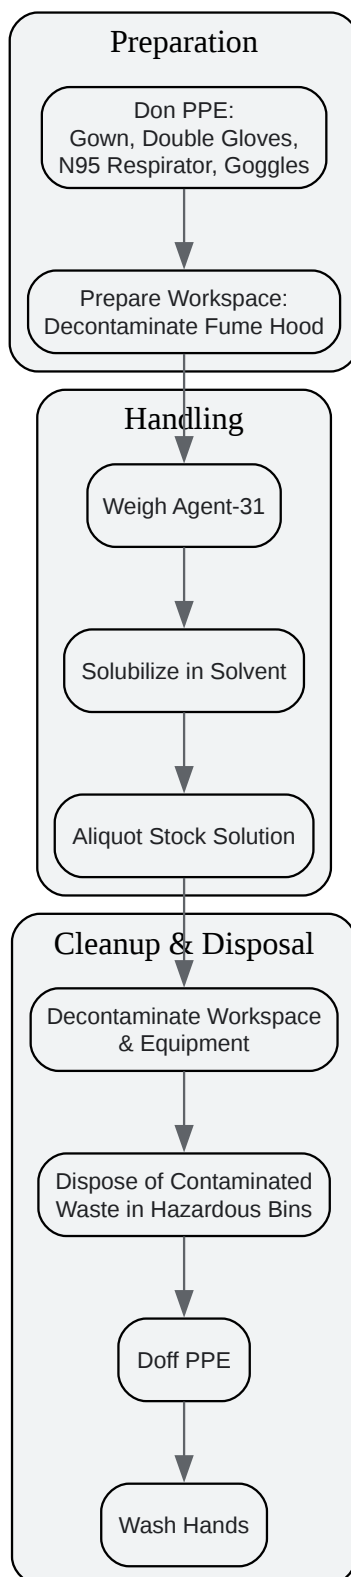 Preparation
Don PPE:
Gown, Double Gloves,
N95 Respirator, Goggles
Prepare Workspace:
Decontaminate Fume Hood
Handling
Weigh Agent-31
Solubilize in Solvent
Aliquot Stock Solution
Cleanup & Disposal
Decontaminate Workspace
& Equipment
Dispose of Contaminated
Waste in Hazardous Bins
Doff PPE
Wash Hands